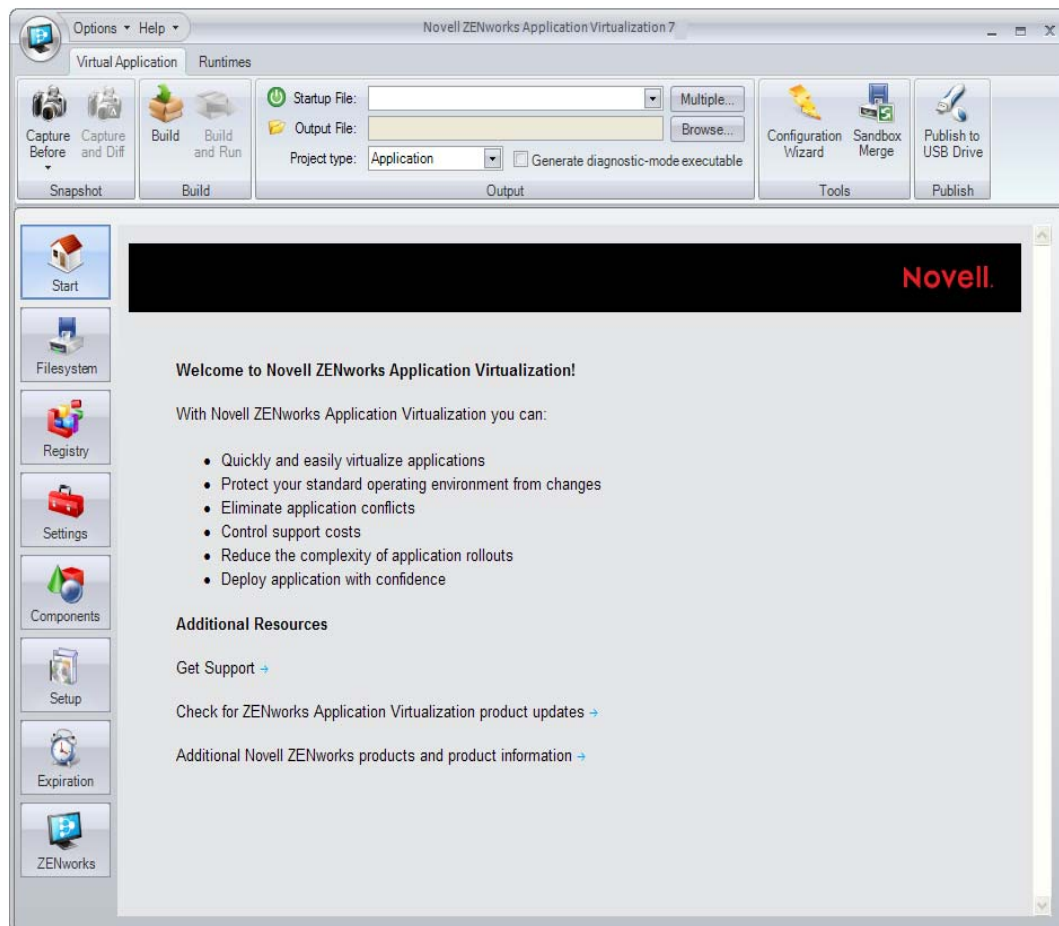 Options Help
Novell ZENworks Application Virtualization 7
Virtual Application Runtimes
Capture Before
Capture and Diff
Snapshot
Build
Build and Run
Build
Startup File: Multiple...
Output File: Browse...
Project type: Application Generate diagnostic-mode executable
Output
Configuration Wizard
Sandbox Merge
Tools
Publish to USB Drive
Publish
Start
Filesystem
Registry
Settings
Components
Setup
Expiration
ZENworks
Novell.
Welcome to Novell ZENworks Application Virtualization!
With Novell ZENworks Application Virtualization you can:
• Quickly and easily virtualize applications
• Protect your standard operating environment from changes
• Eliminate application conflicts
• Control support costs
• Reduce the complexity of application rollouts
• Deploy application with confidence
Additional Resources
Get Support →
Check for ZENworks Application Virtualization product updates →
Additional Novell ZENworks products and product information →